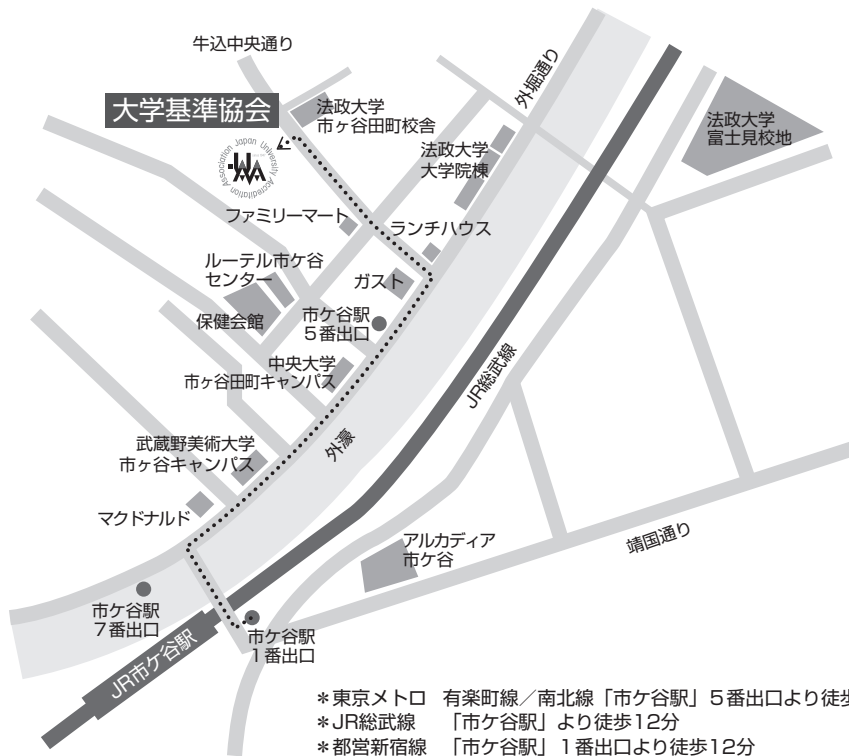 牛込中央通り
大学基準協会
法政大学
市ヶ谷田町校舎
外堀通り
法政大学
富士見校地
法政大学
大学院棟
Japan University Accreditation Association
ファミリーマート
ランチハウス
ルーテル市ケ谷
センター
ガスト
保健会館
市ケ谷駅
5番出口
中央大学
市ヶ谷田町キャンパス
JR総武線
外濠
武蔵野美術大学
市ヶ谷キャンパス
マクドナルド
アルカディア
市ケ谷
靖国通り
市ケ谷駅
7番出口
市ケ谷駅
1番出口
JR市ケ谷駅
*東京メトロ 有楽町線/南北線「市ケ谷駅」5番出口より徒歩
*JR総武線 「市ケ谷駅」より徒歩12分
*都営新宿線 「市ケ谷駅」1番出口より徒歩12分